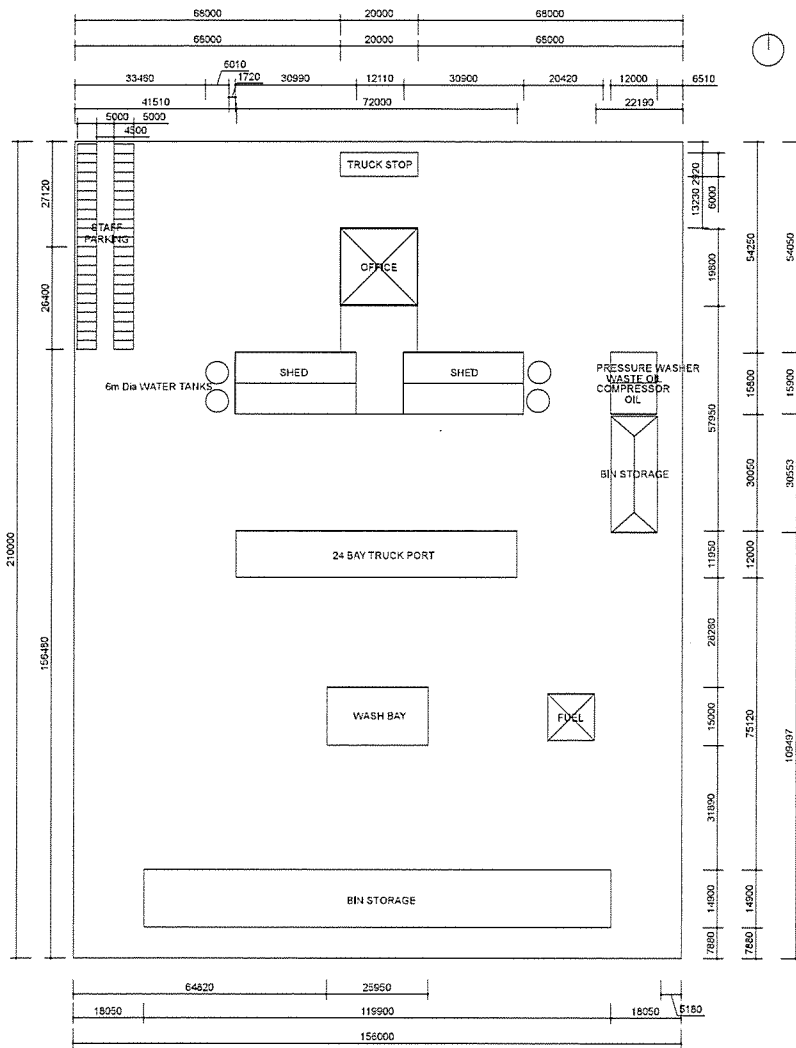 68000 20000 68000
68000 20000 68000
6010
33460 1720 30990 12110 30900 20420 12000 6510
41510 72000 22190
5000 5000
4500
TRUCK STOP
27120
STAFF
PARKING
13230 2920
6000
54250
54050
OFFICE
19800
26400
SHED
SHED
6m Dia WATER TANKS
PRESSURE WASHER
WASTE OIL
COMPRESSOR
OIL
15800
15900
57950
BIN STORAGE
30050
30553
210000
24 BAY TRUCK PORT
11950
12000
156480
28280
WASH BAY
FUEL
15000
75120
109497
31890
BIN STORAGE
14900
14900
7880
7880
64820 25950
5180
18050 119900 18050
156000